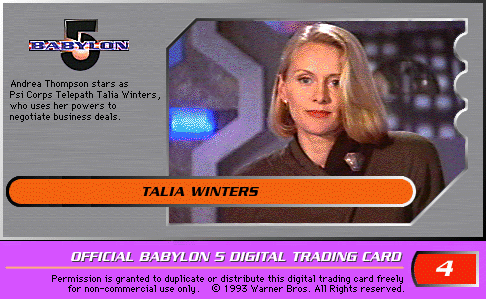 5
BABYLON
Andrea Thompson stars as
Psi Corps Telepath Talia Winters,
who uses her powers to
negotiate business deals.
TALIA WINTERS
OFFICIAL BABYLON 5 DIGITAL TRADING CARD
4
Permission is granted to duplicate or distribute this digital trading card freely
for non-commercial use only. © 1993 Warner Bros. All Rights reserved.